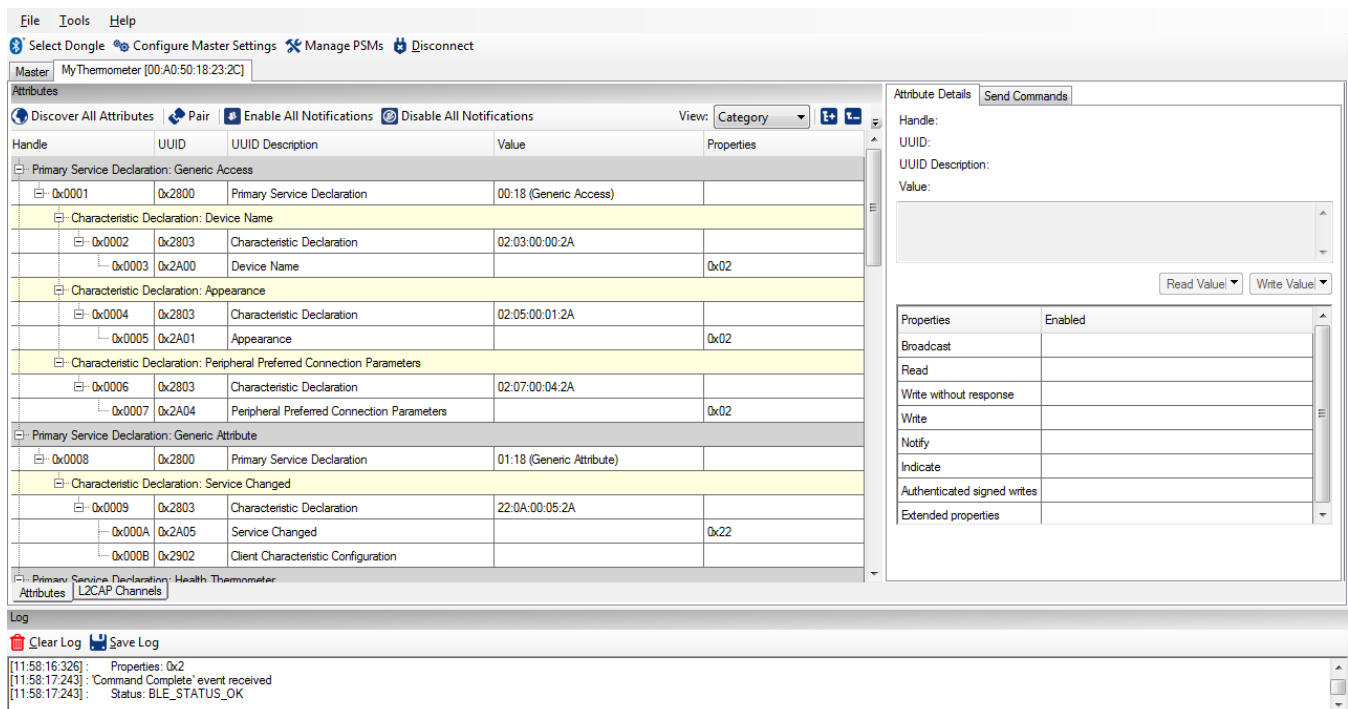 File Tools Help
Select Dongle Configure Master Settings Manage PSMs Disconnect
Master MyThermometer [00:A0:50:18:23:2C]
Attributes
Discover All Attributes Pair Enable All Notifications Disable All Notifications View: Category
Handle UUID UUID Description Value Properties
Primary Service Declaration: Generic Access
0x0001 0x2800 Primary Service Declaration 00:18 (Generic Access)
Characteristic Declaration: Device Name
0x0002 0x2803 Characteristic Declaration 02:03:00:00:2A
0x0003 0x2A00 Device Name 0x02
Characteristic Declaration: Appearance
0x0004 0x2803 Characteristic Declaration 02:05:00:01:2A
0x0005 0x2A01 Appearance 0x02
Characteristic Declaration: Peripheral Preferred Connection Parameters
0x0006 0x2803 Characteristic Declaration 02:07:00:04:2A
0x0007 0x2A04 Peripheral Preferred Connection Parameters 0x02
Primary Service Declaration: Generic Attribute
0x0008 0x2800 Primary Service Declaration 01:18 (Generic Attribute)
Characteristic Declaration: Service Changed
0x0009 0x2803 Characteristic Declaration 22:0A:00:05:2A
0x000A 0x2A05 Service Changed 0x22
0x000B 0x2902 Client Characteristic Configuration
Primary Service Declaration: Health Thermometer
Attributes L2CAP Channels
Attribute Details Send Commands
Handle:
UUID:
UUID Description:
Value:
Read Value Write Value
Properties Enabled
Broadcast
Read
Write without response
Write
Notify
Indicate
Authenticated signed writes
Extended properties
Log
Clear Log Save Log
[11:58:16:326] : Properties: 0x2
[11:58:17:243] : 'Command Complete' event received
[11:58:17:243] : Status: BLE_STATUS_OK